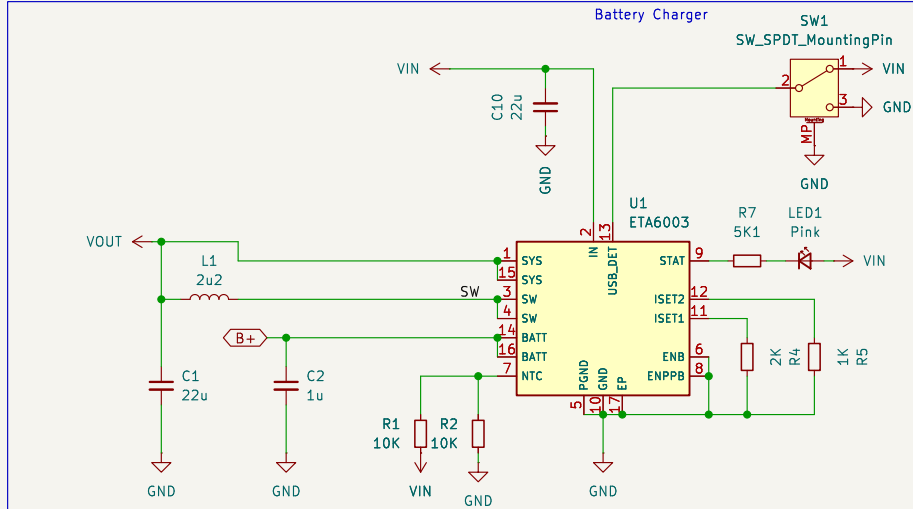 Battery Charger
SW1
SW_SPDT_MountingPin
VIN
1
VIN
2
3
GND
Mounting
MP
GND
C10
22u
GND
U1
ETA6003
R7
5K1
LED1
Pink
VIN
VOUT
L1
2u2
SW
2
13
IN
USB_DET
1
SYS
15
SYS
3
SW
4
SW
14
BATT
16
BATT
7
NTC
9
STAT
12
ISET2
11
ISET1
6
ENB
8
ENPPB
PGND
GND
EP
5
10
17
B+
C1
22u
C2
1u
R1
10K
R2
10K
2K
R4
1K
R5
GND
GND
VIN
GND
GND